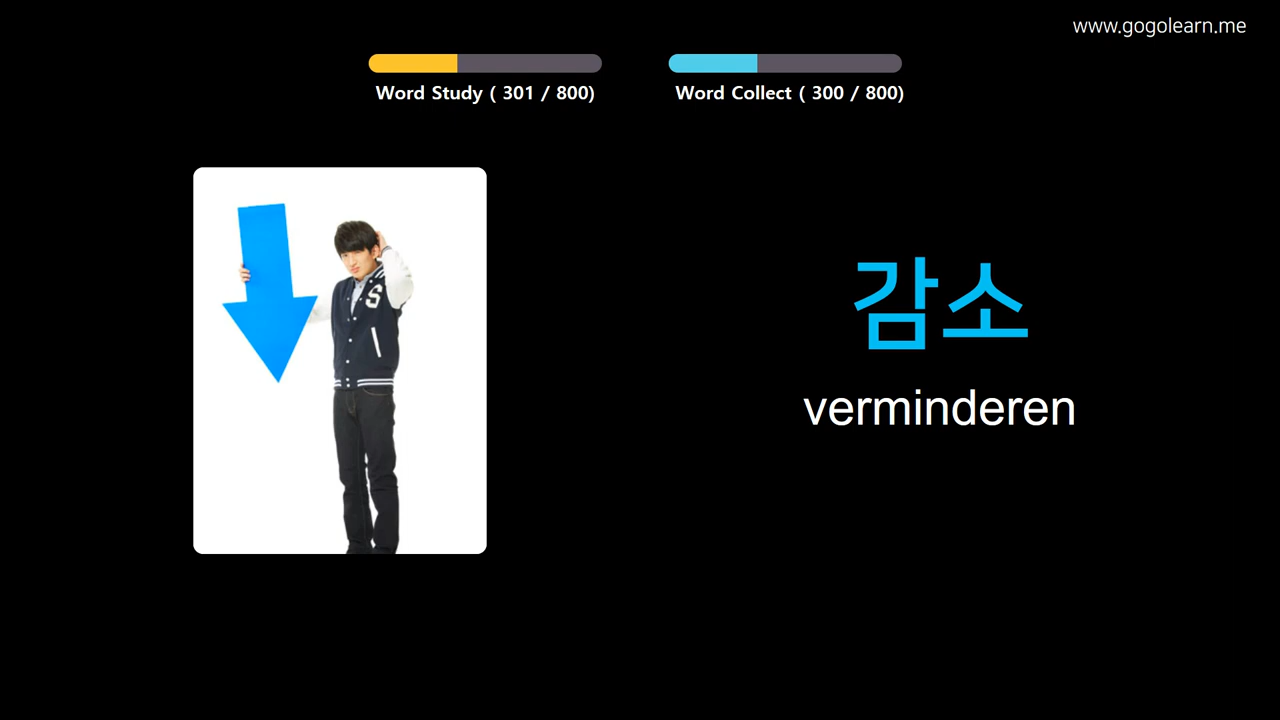 www.gogolearn.me
Word Study ( 301 / 800)
Word Collect ( 300 / 800)
S
감소
verminderen